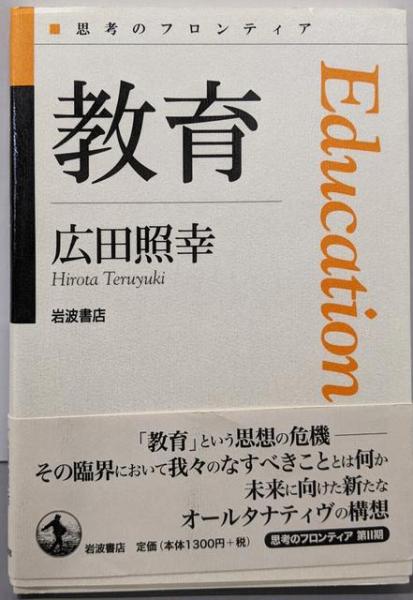 ■ 思考のフロンティア
Education
教育
広田照幸
Hirota Teruyuki
岩波書店
「教育」という思想の危機――
その臨界において我々のなすべきこととは何か
未来に向けた新たな
オールタナティヴの構想
岩波書店 定価(本体1300円+税) 思考のフロンティア 第II期